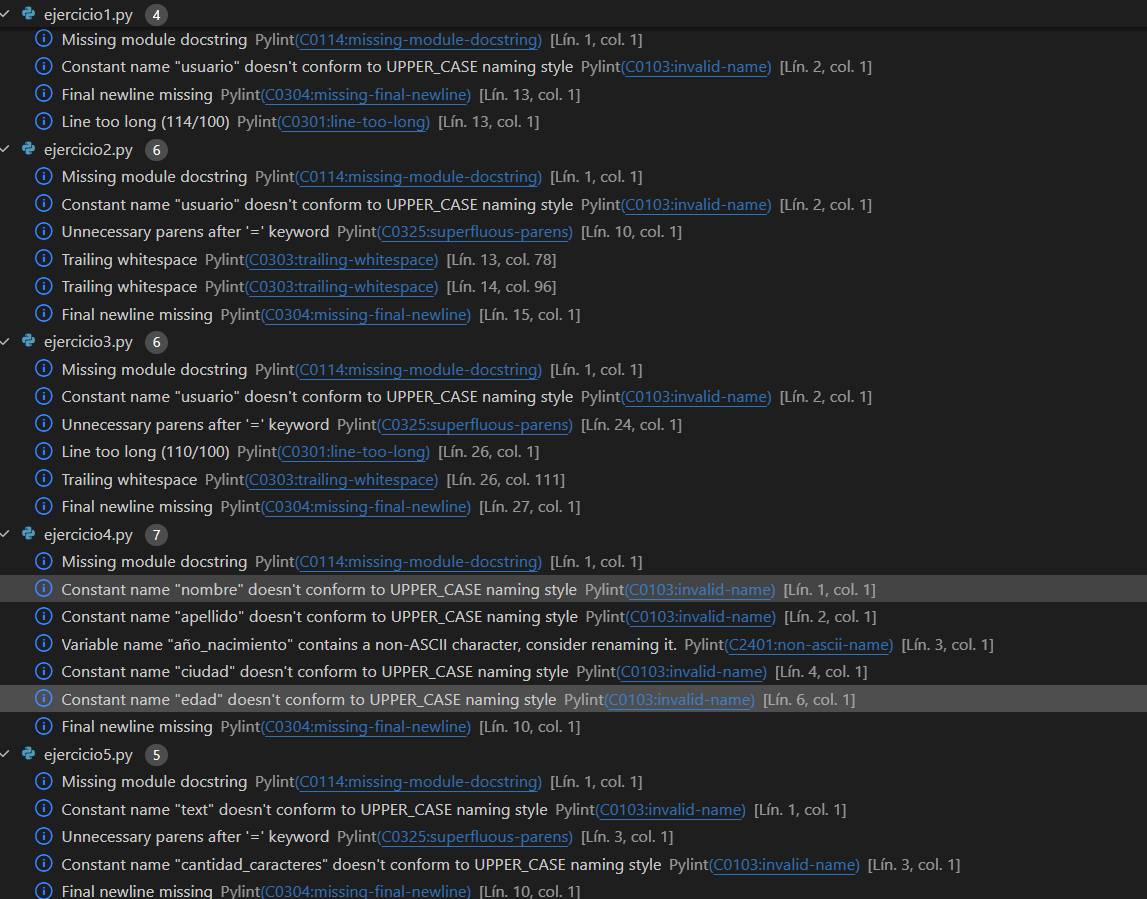 ejercicio1.py 4
Missing module docstring Pylint(C0114:missing-module-docstring) [Lín. 1, col. 1]
Constant name "usuario" doesn't conform to UPPER_CASE naming style Pylint(C0103:invalid-name) [Lín. 2, col. 1]
Final newline missing Pylint(C0304:missing-final-newline) [Lín. 13, col. 1]
Line too long (114/100) Pylint(C0301:line-too-long) [Lín. 13, col. 1]
ejercicio2.py 6
Missing module docstring Pylint(C0114:missing-module-docstring) [Lín. 1, col. 1]
Constant name "usuario" doesn't conform to UPPER_CASE naming style Pylint(C0103:invalid-name) [Lín. 2, col. 1]
Unnecessary parens after '=' keyword Pylint(C0325:superfluous-parens) [Lín. 10, col. 1]
Trailing whitespace Pylint(C0303:trailing-whitespace) [Lín. 13, col. 78]
Trailing whitespace Pylint(C0303:trailing-whitespace) [Lín. 14, col. 96]
Final newline missing Pylint(C0304:missing-final-newline) [Lín. 15, col. 1]
ejercicio3.py 6
Missing module docstring Pylint(C0114:missing-module-docstring) [Lín. 1, col. 1]
Constant name "usuario" doesn't conform to UPPER_CASE naming style Pylint(C0103:invalid-name) [Lín. 2, col. 1]
Unnecessary parens after '=' keyword Pylint(C0325:superfluous-parens) [Lín. 24, col. 1]
Line too long (110/100) Pylint(C0301:line-too-long) [Lín. 26, col. 1]
Trailing whitespace Pylint(C0303:trailing-whitespace) [Lín. 26, col. 111]
Final newline missing Pylint(C0304:missing-final-newline) [Lín. 27, col. 1]
ejercicio4.py 7
Missing module docstring Pylint(C0114:missing-module-docstring) [Lín. 1, col. 1]
Constant name "nombre" doesn't conform to UPPER_CASE naming style Pylint(C0103:invalid-name) [Lín. 1, col. 1]
Constant name "apellido" doesn't conform to UPPER_CASE naming style Pylint(C0103:invalid-name) [Lín. 2, col. 1]
Variable name "año_nacimiento" contains a non-ASCII character, consider renaming it. Pylint(C2401:non-ascii-name) [Lín. 3, col. 1]
Constant name "ciudad" doesn't conform to UPPER_CASE naming style Pylint(C0103:invalid-name) [Lín. 4, col. 1]
Constant name "edad" doesn't conform to UPPER_CASE naming style Pylint(C0103:invalid-name) [Lín. 6, col. 1]
Final newline missing Pylint(C0304:missing-final-newline) [Lín. 10, col. 1]
ejercicio5.py 5
Missing module docstring Pylint(C0114:missing-module-docstring) [Lín. 1, col. 1]
Constant name "text" doesn't conform to UPPER_CASE naming style Pylint(C0103:invalid-name) [Lín. 1, col. 1]
Unnecessary parens after '=' keyword Pylint(C0325:superfluous-parens) [Lín. 3, col. 1]
Constant name "cantidad_caracteres" doesn't conform to UPPER_CASE naming style Pylint(C0103:invalid-name) [Lín. 3, col. 1]
Final newline missing Pylint(C0304:missing-final-newline) [Lín. 10, col. 1]